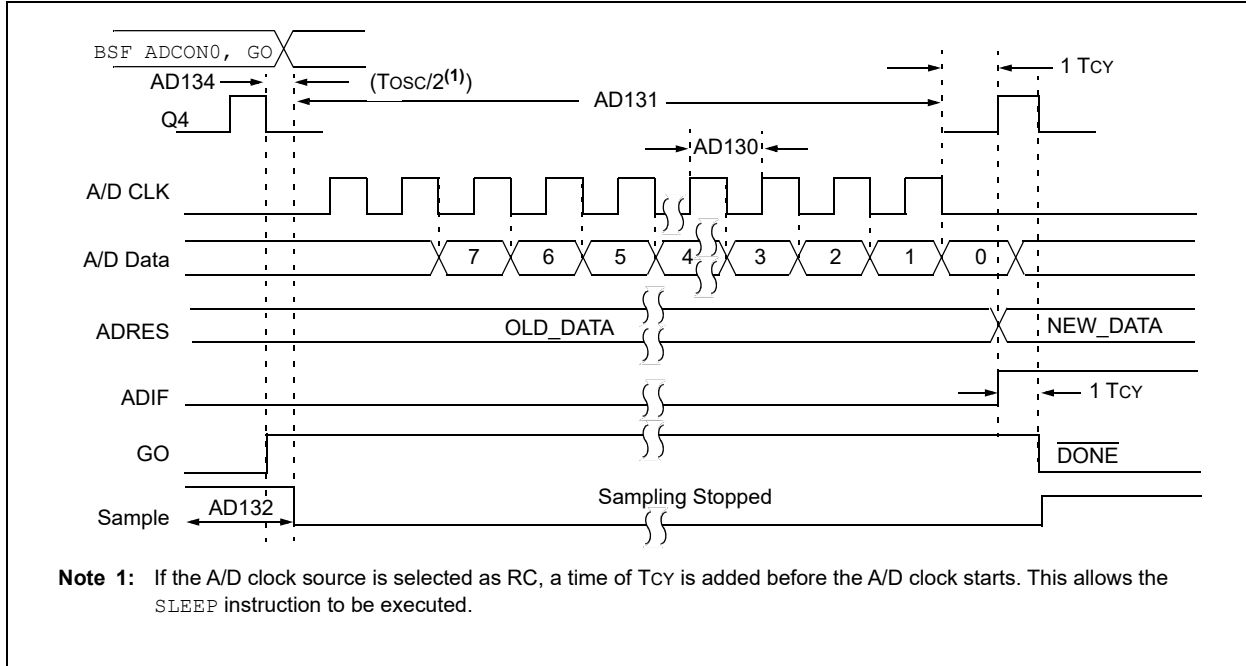 BSF ADCON0, GO
AD134
(TOSC/2(1))
1 TCY
AD131
Q4
AD130
A/D CLK
A/D Data
7 6 5 4 3 2 1 0
ADRES
OLD_DATA
NEW_DATA
ADIF
1 TCY
GO
DONE
Sampling Stopped
AD132
Sample
Note 1: If the A/D clock source is selected as RC, a time of TCY is added before the A/D clock starts. This allows the
SLEEP instruction to be executed.